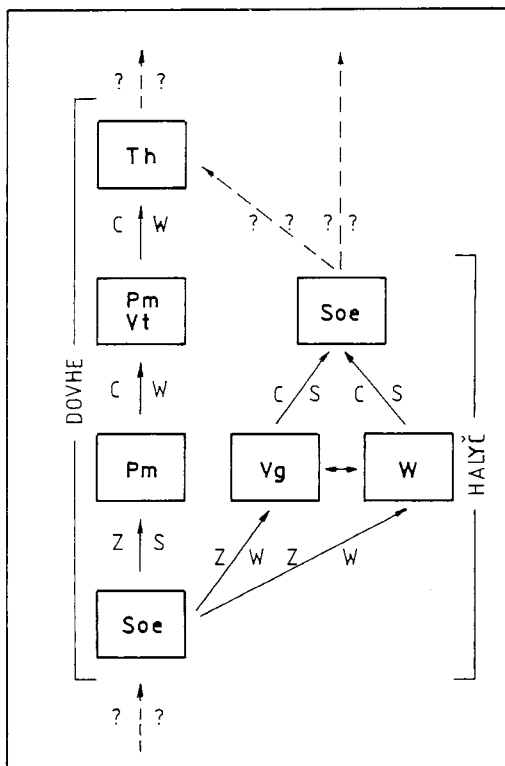 ? ? ? ?
Th
C W
Pm
Vt
Soe
C W
C S C S
Pm
Vg
W
Z S
Z W Z W
Soe
? ?
? ?
DOVHE
HALYČ